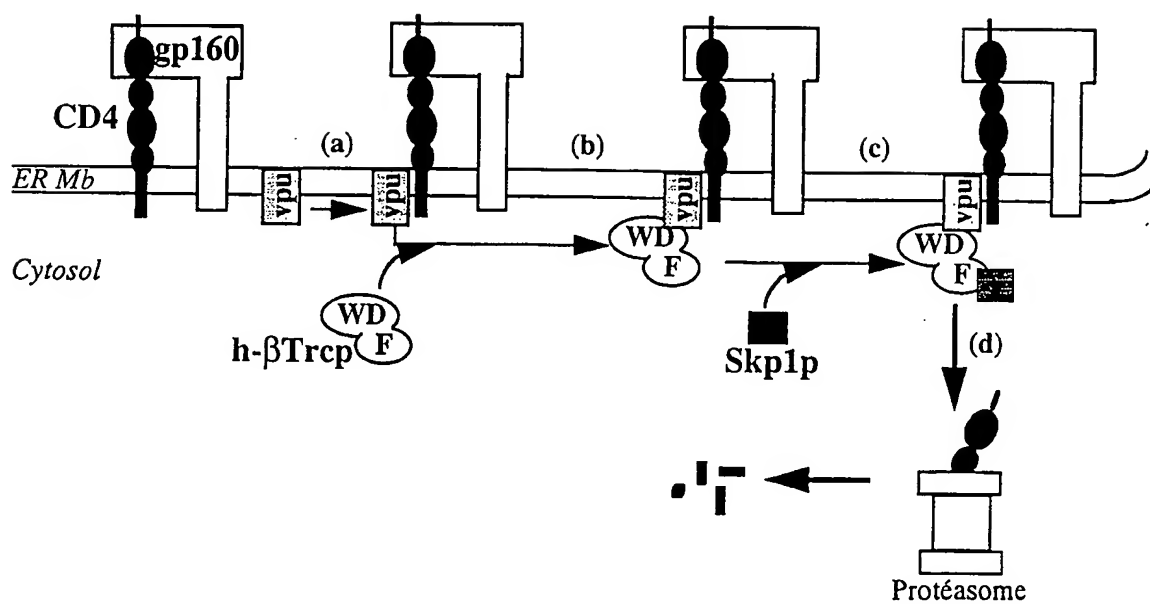 gp160
CD4
(a)
(b)
(c)
ER Mb
vpu
vpu
vpu
vpu
Cytosol
WD
F
h-βTrcp
WD
F
WD
F
Skp1p
(d)
Protéasome